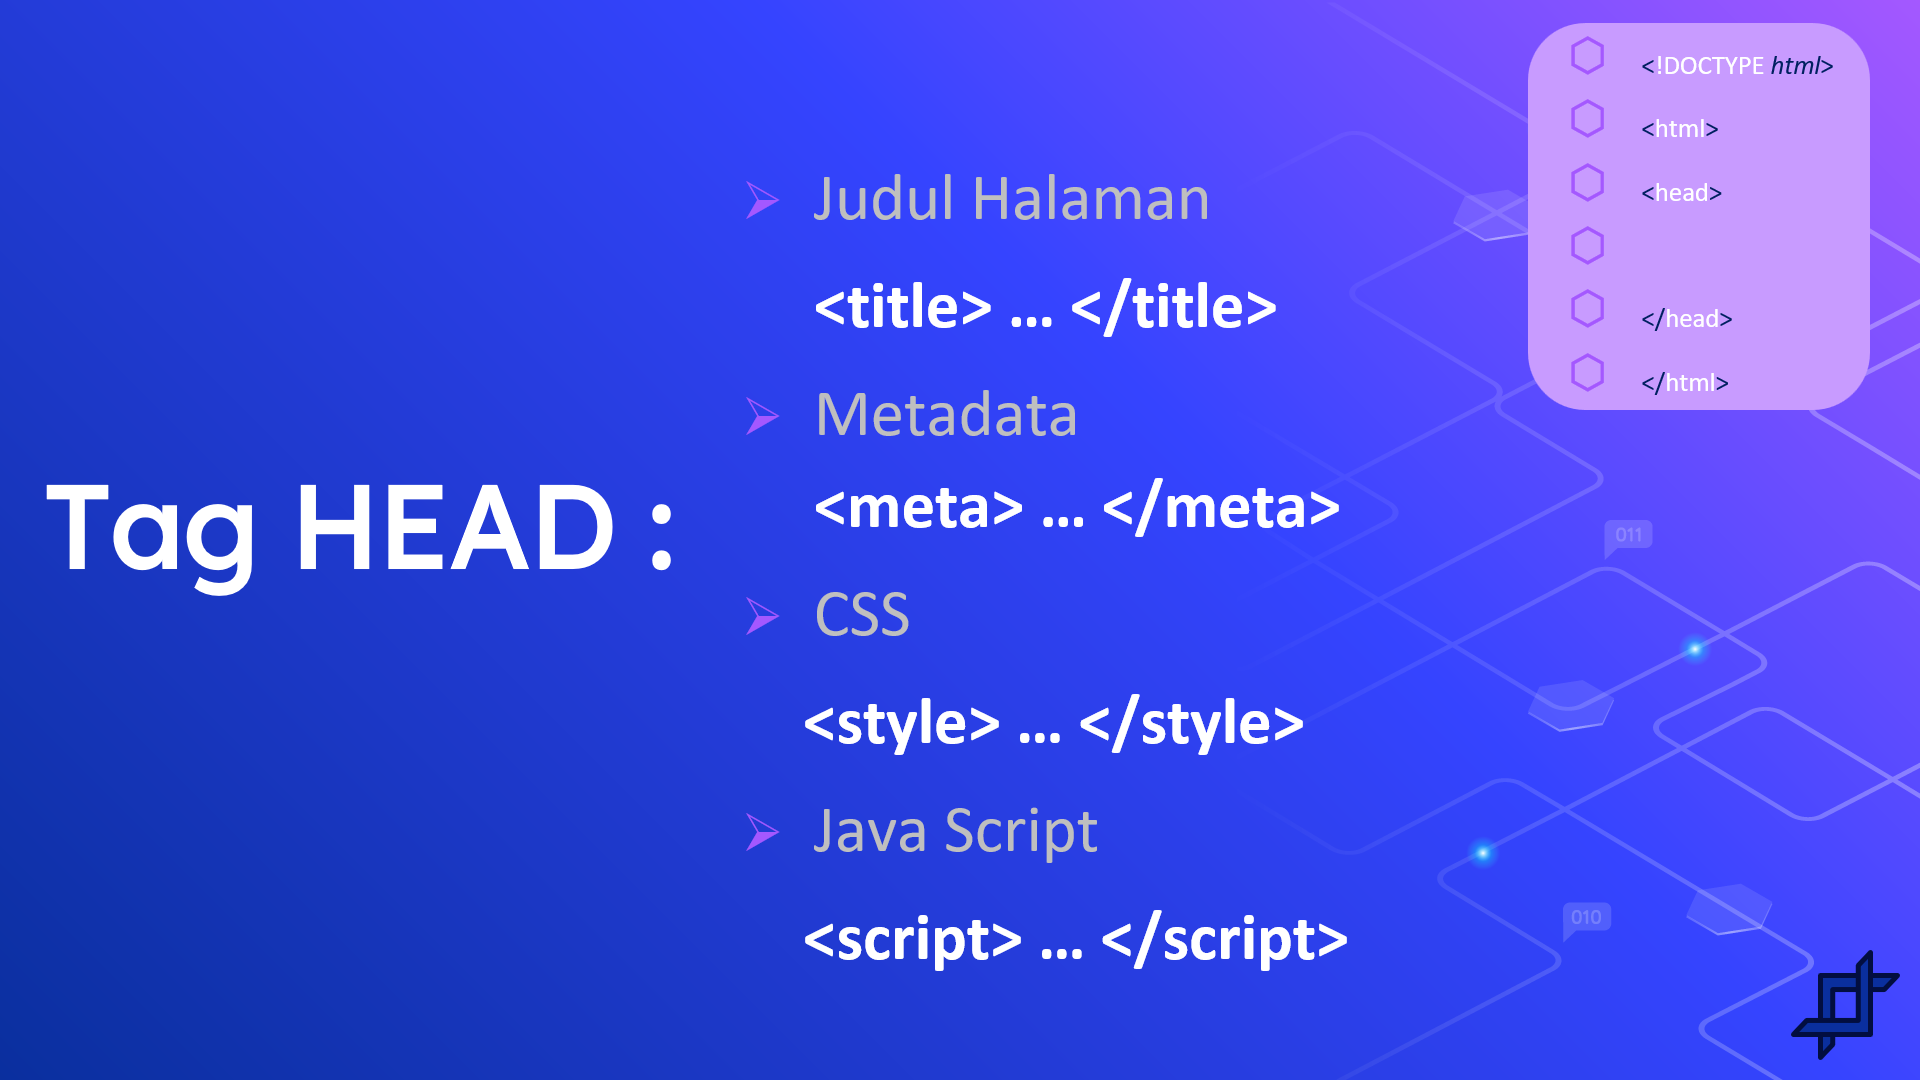 Tag HEAD :
Judul Halaman
<title> ... </title>
Metadata
<meta> ... </meta>
CSS
<style> ... </style>
Java Script
<script> ... </script>
<!DOCTYPE html>
<html>
<head>
</head>
</html>
011
010